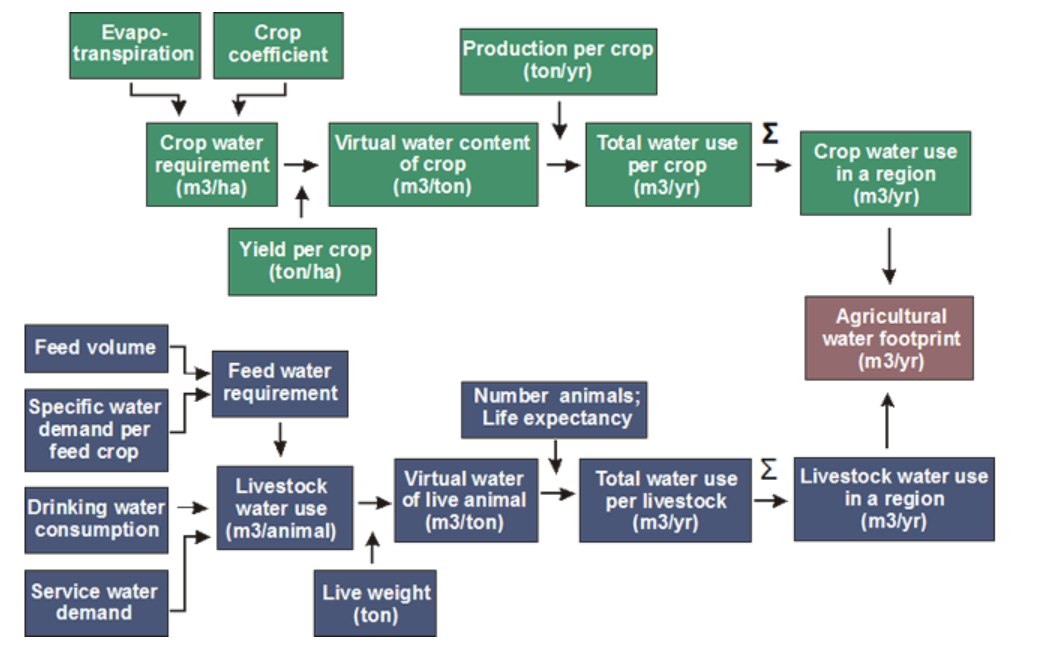 Evapo-
transpiration
Crop
coefficient
Production per crop
(ton/yr)
Crop water
requirement
(m3/ha)
Virtual water content
of crop
(m3/ton)
Total water use
per crop
(m3/yr)
Σ
Crop water use
in a region
(m3/yr)
Yield per crop
(ton/ha)
Agricultural
water footprint
(m3/yr)
Feed volume
Feed water
requirement
Specific water
demand per
feed crop
Number animals;
Life expectancy
Drinking water
consumption
Livestock
water use
(m3/animal)
Virtual water
of live animal
(m3/ton)
Total water use
per livestock
(m3/yr)
Σ
Livestock water use
in a region
(m3/yr)
Service water
demand
Live weight
(ton)